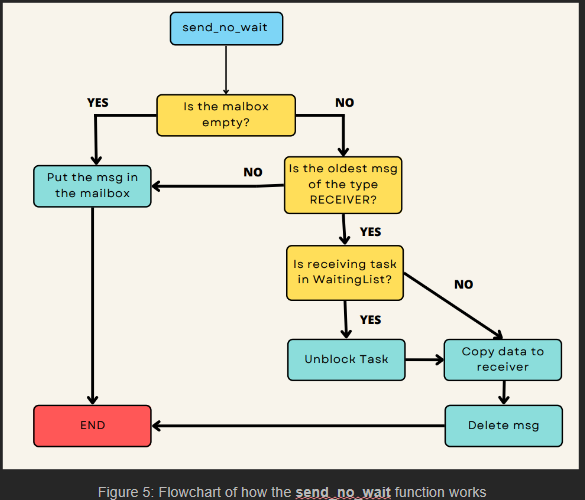 send_no_wait
Is the mailbox
empty?
YES
NO
Put the msg in
the mailbox
NO
Is the oldest msg
of the type
RECEIVER?
YES
Is receiving task
in WaitingList?
NO
YES
Unblock Task
Copy data to
receiver
END
Delete msg
Figure 5: Flowchart of how the send_no_wait function works